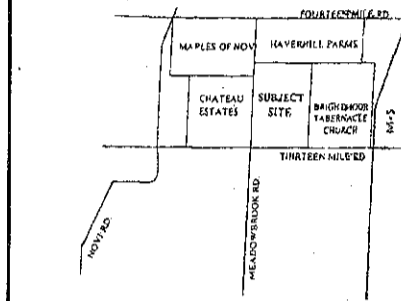 FOURTEEN MILE RD.
MAPLES OF NOVI
HAVERHILL FARMS
CHATEAU
ESTATES
SUBJECT
SITE
BRIGHTMOOR
TABERNACLE
CHURCH
M-5
THIRTEEN MILE RD
NOVI RD.
MEADOWBROOK RD.